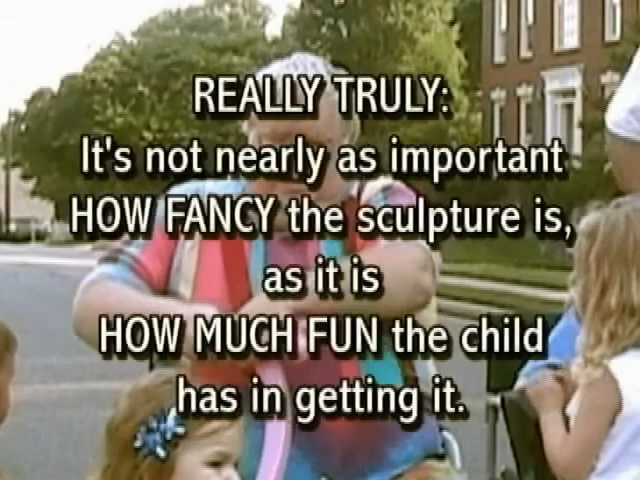 REALLY TRULY:
It's not nearly as important
HOW FANCY the sculpture is,
as it is
HOW MUCH FUN the child
has in getting it.